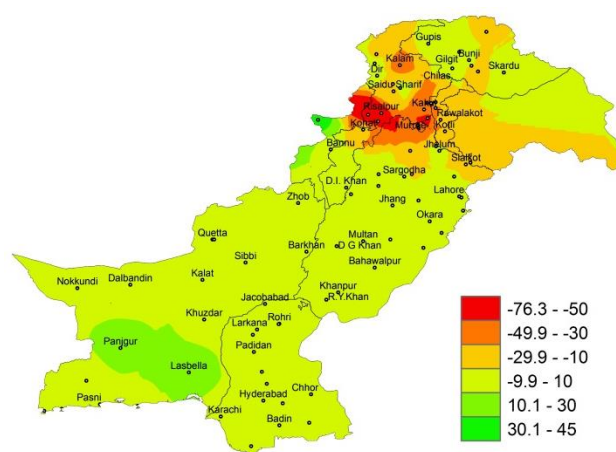 Gupis
Kalam
Gilgit
Bunji
Dir
Skardu
Chilas
Saidu Sharif
Risalpur
Kakul
Rawalakot
Kohat
Kotli
Bannu
Jhelum
Sialkot
Sargodha
D.I. Khan
Lahore
Zhob
Jhang
Okara
Quetta
Multan
Barkhan
D G Khan
Sibbi
Bahawalpur
Kalat
Nokkundi
Dalbandin
Khanpur
R.Y.Khan
Jacobabad
Khuzdar
Rohri
Larkana
Panjgur
Padidan
Lasbella
Pasni
Hyderabad
Chhor
Karachi
Badin
-76.3 - -50
-49.9 - -30
-29.9 - -10
-9.9 - 10
10.1 - 30
30.1 - 45